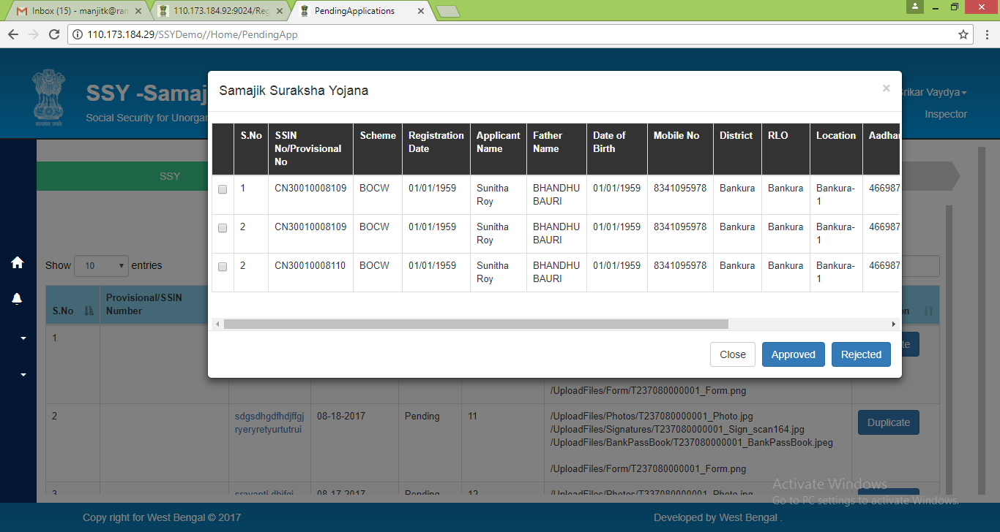 Inbox (15) - manjitk@ran
110.173.184.92:9024/Reg
PendingApplications
110.173.184.29/SSYDemo//Home/PendingApp
SSY -Samaj
Social Security for Unorgan
Vaydya
Inspector
Samajik Suraksha Yojana
×
S.No SSIN No/Provisional No Scheme Registration Date Applicant Name Father Name Date of Birth Mobile No District RLO Location Aadhar
1 CN30010008109 BOCW 01/01/1959 Sunitha Roy BHANDHU BAURI 01/01/1959 8341095978 Bankura Bankura Bankura-1 466987
2 CN30010008109 BOCW 01/01/1959 Sunitha Roy BHANDHU BAURI 01/01/1959 8341095978 Bankura Bankura Bankura-1 466987
2 CN30010008110 BOCW 01/01/1959 Sunitha Roy BHANDHU BAURI 01/01/1959 8341095978 Bankura Bankura Bankura-1 466987
Close Approved Rejected
SSY
Show 10 entries
S.No Provisional/SSIN Number
1
/UploadFiles/Form/T237080000001_Form.png
2 sdgsdhgdfhdjffgj ryeryretyurtutrui 08-18-2017 Pending 11
/UploadFiles/Photos/T237080000001_Photo.jpg
/UploadFiles/Signatures/T237080000001_Sign_scan164.jpg
/UploadFiles/BankPassBook/T237080000001_BankPassBook.jpeg
/UploadFiles/Form/T237080000001_Form.png
Duplicate
3 08-17-2017 Pending 12
Activate Windows
Go to PC settings to activate Windows.
Copy right for West Bengal © 2017
Developed by West Bengal .